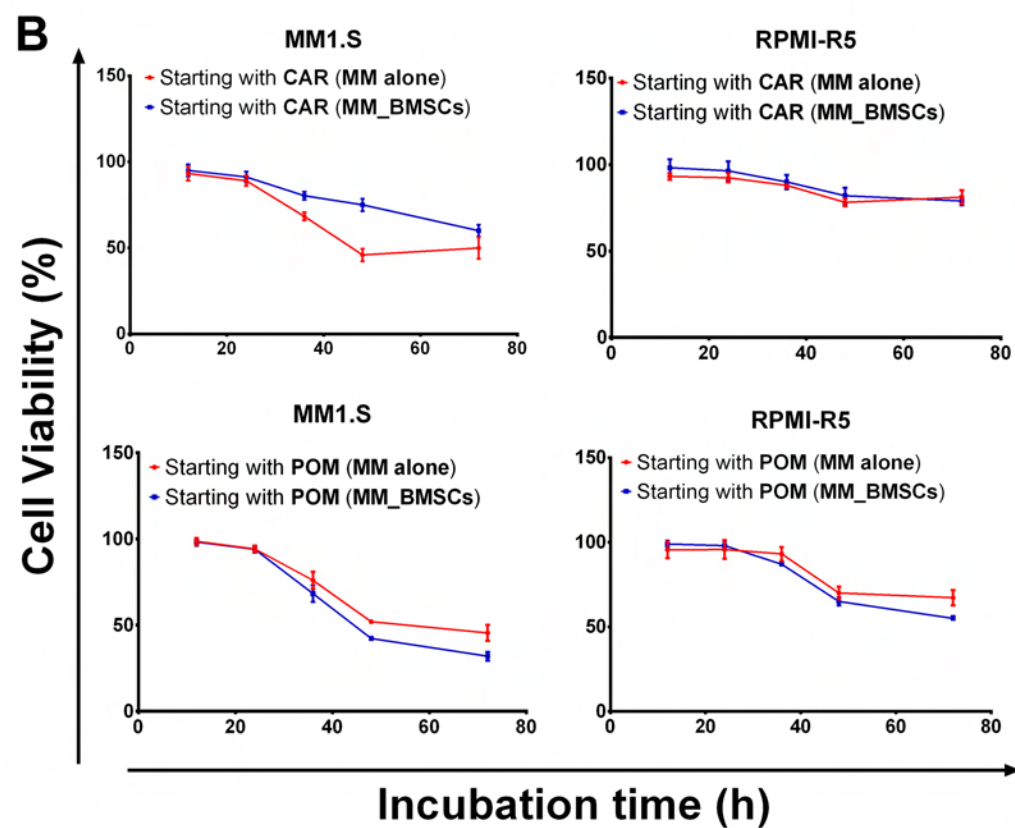 B
MM1.S
150
Starting with CAR (MM alone)
Starting with CAR (MM_BMSCs)
100
50
0
0 20 40 60 80
RPMI-R5
150
Starting with CAR (MM alone)
Starting with CAR (MM_BMSCs)
100
50
0
0 20 40 60 80
MM1.S
150
Starting with POM (MM alone)
Starting with POM (MM_BMSCs)
100
50
0
0 20 40 60 80
RPMI-R5
150
Starting with POM (MM alone)
Starting with POM (MM_BMSCs)
100
50
0
0 20 40 60 80
Cell Viability (%)
Incubation time (h)